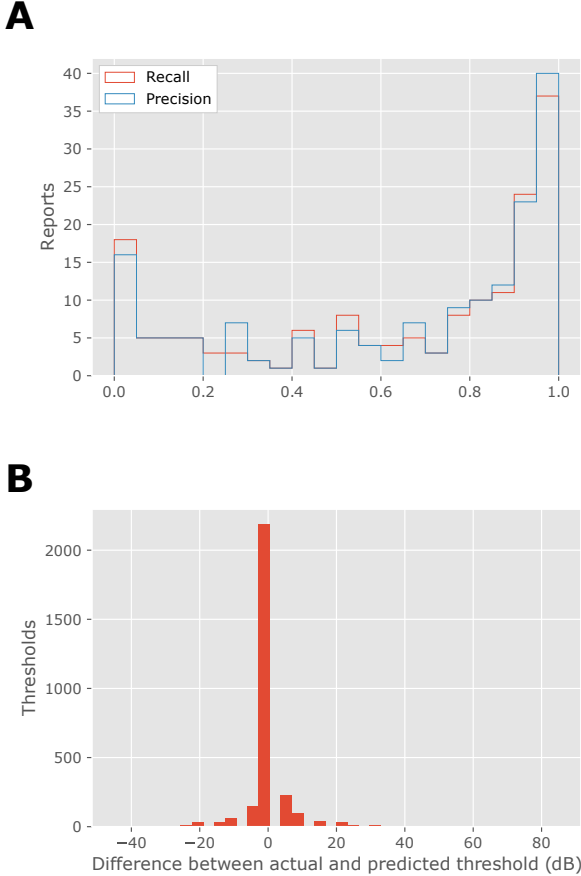 A
Recall
Precision
Reports
40
35
30
25
20
15
10
5
0
0.0 0.2 0.4 0.6 0.8 1.0
B
Thresholds
2000
1500
1000
500
0
−40 −20 0 20 40 60 80
Difference between actual and predicted threshold (dB)